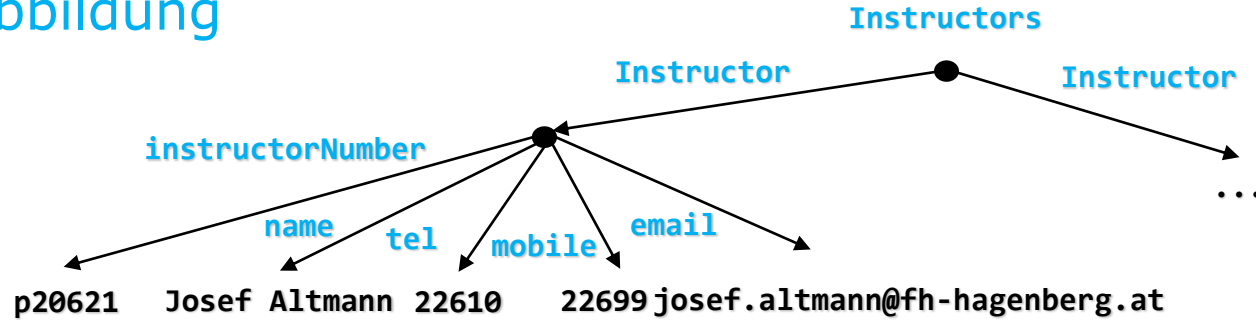 bbildung
Instructors
Instructor
Instructor
instructorNumber
name
tel
mobile
email
...
p20621 Josef Altmann 22610 22699 josef.altmann@fh-hagenberg.at